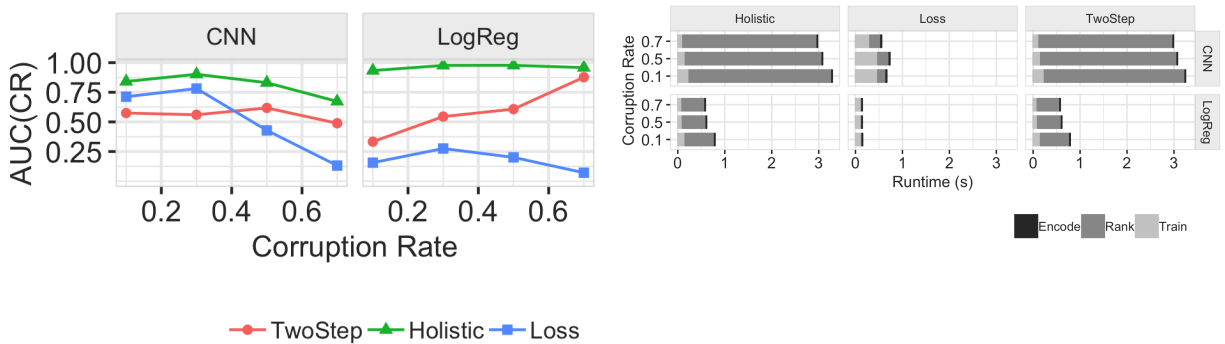 CNN LogReg
1.00
0.75
0.50
0.25
AUC(CR)
0.2 0.4 0.6 0.2 0.4 0.6
Corruption Rate
TwoStep Holistic Loss
Holistic Loss TwoStep
0.7
0.5
0.1
CNN
0.7
0.5
0.1
LogReg
Corruption Rate
0 1 2 3 0 1 2 3 0 1 2 3
Runtime (s)
Encode Rank Train